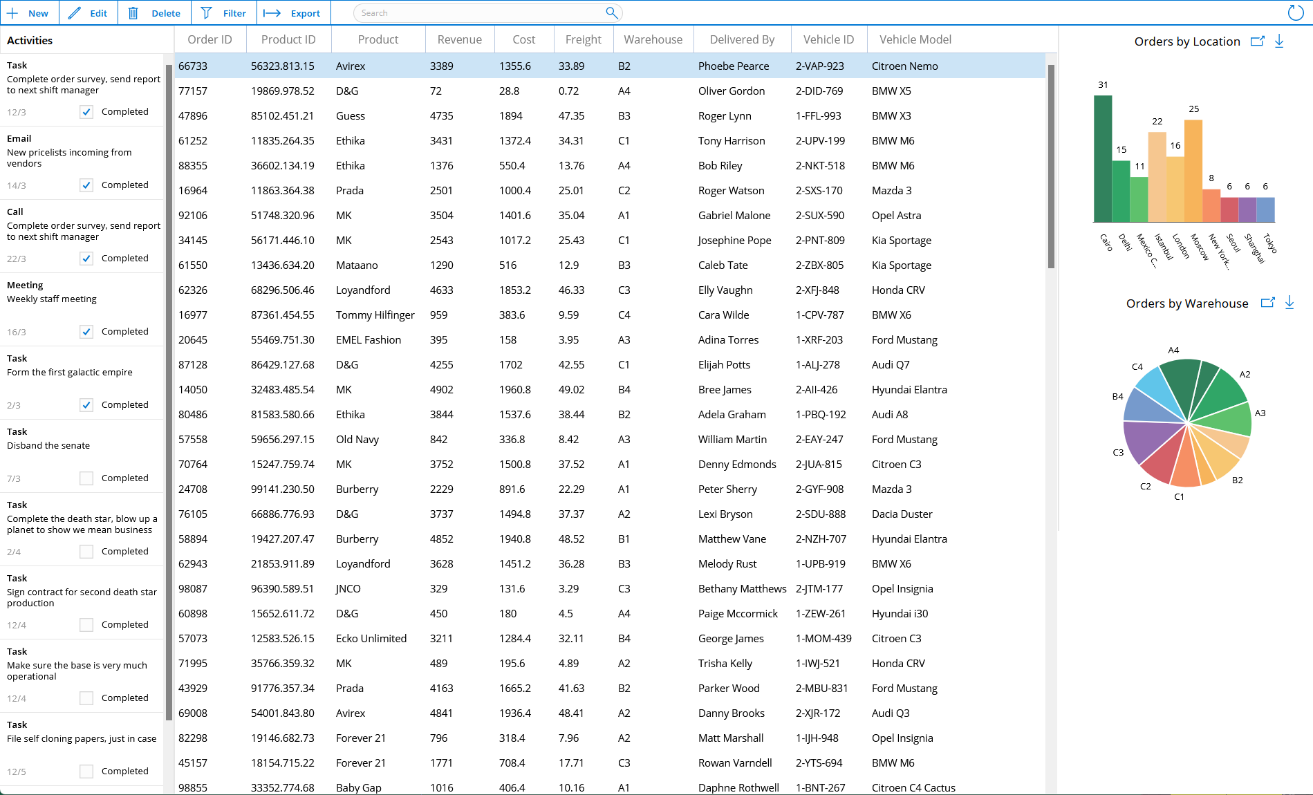 New Edit Delete Filter Export Search
Activities
Task
Complete order survey, send report
to next shift manager
12/3 Completed
Email
New pricelists incoming from
vendors
14/3 Completed
Call
Complete order survey, send report
to next shift manager
22/3 Completed
Meeting
Weekly staff meeting
16/3 Completed
Task
Form the first galactic empire
2/3 Completed
Task
Disband the senate
7/3 Completed
Task
Complete the death star, blow up a
planet to show we mean business
2/4 Completed
Task
Sign contract for second death star
production
12/4 Completed
Task
Make sure the base is very much
operational
12/4 Completed
Task
File self cloning papers, just in case
12/5 Completed
Order ID Product ID Product Revenue Cost Freight Warehouse Delivered By Vehicle ID Vehicle Model
66733 56323.813.15 Avirex 3389 1355.6 33.89 B2 Phoebe Pearce 2-VAP-923 Citroen Nemo
77157 19869.978.52 D&G 72 28.8 0.72 A4 Oliver Gordon 2-DID-769 BMW X5
47896 85102.451.21 Guess 4735 1894 47.35 B3 Roger Lynn 1-FFL-993 BMW X3
61252 11835.264.35 Ethika 3431 1372.4 34.31 C1 Tony Harrison 2-UPV-199 BMW M6
88355 36602.134.19 Ethika 1376 550.4 13.76 A4 Bob Riley 2-NKT-518 BMW M6
16964 11863.364.38 Prada 2501 1000.4 25.01 C2 Roger Watson 2-SXS-170 Mazda 3
92106 51748.320.96 MK 3504 1401.6 35.04 A1 Gabriel Malone 2-SUX-590 Opel Astra
34145 56171.446.10 MK 2543 1017.2 25.43 C1 Josephine Pope 2-PNT-809 Kia Sportage
61550 13436.634.20 Mataano 1290 516 12.9 B3 Caleb Tate 2-ZBX-805 Kia Sportage
62326 68296.506.46 Loyandford 4633 1853.2 46.33 C3 Elly Vaughn 2-XFJ-848 Honda CRV
16977 87361.454.55 Tommy Hilfinger 959 383.6 9.59 C4 Cara Wilde 1-CPV-787 BMW X6
20645 55469.751.30 EMEL Fashion 395 158 3.95 A3 Adina Torres 1-XRF-203 Ford Mustang
87128 86429.127.68 D&G 4255 1702 42.55 C1 Elijah Potts 1-ALJ-278 Audi Q7
14050 32483.485.54 MK 4902 1960.8 49.02 B4 Bree James 2-AII-426 Hyundai Elantra
80486 81583.580.66 Ethika 3844 1537.6 38.44 B2 Adela Graham 1-PBQ-192 Audi A8
57558 59656.297.15 Old Navy 842 336.8 8.42 A3 William Martin 2-EAY-247 Ford Mustang
70764 15247.759.74 MK 3752 1500.8 37.52 A1 Denny Edmonds 2-JUA-815 Citroen C3
24708 99141.230.50 Burberry 2229 891.6 22.29 A1 Peter Sherry 2-GYF-908 Mazda 3
76105 66886.776.93 D&G 3737 1494.8 37.37 A2 Lexi Bryson 2-SDU-888 Dacia Duster
58894 19427.207.47 Burberry 4852 1940.8 48.52 B1 Matthew Vane 2-NZH-707 Hyundai Elantra
62943 21853.911.89 Loyandford 3628 1451.2 36.28 B3 Melody Rust 1-UPB-919 BMW X6
98087 96390.589.51 JNCO 329 131.6 3.29 C3 Bethany Matthews 2-JTM-177 Opel Insignia
60898 15652.611.72 D&G 450 180 4.5 A4 Paige Mccormick 1-ZEW-261 Hyundai i30
57073 12583.526.15 Ecko Unlimited 3211 1284.4 32.11 B4 George James 1-MOM-439 Citroen C3
71995 35766.359.32 MK 489 195.6 4.89 A2 Trisha Kelly 1-IWJ-521 Honda CRV
43929 91776.357.34 Prada 4163 1665.2 41.63 B2 Parker Wood 2-MBU-831 Ford Mustang
69008 54001.843.80 Avirex 4841 1936.4 48.41 A2 Danny Brooks 2-XJR-172 Audi Q3
82298 19146.682.73 Forever 21 796 318.4 7.96 A2 Matt Marshall 1-IJH-948 Opel Insignia
45157 18154.715.22 Forever 21 1771 708.4 17.71 C3 Rowan Varndell 2-YTS-694 BMW M6
98855 33352.774.68 Baby Gap 1016 406.4 10.16 A1 Daphne Rothwell 1-BNT-267 Citroen C4 Cactus
Orders by Location
31 15 11 22 16 25 8 6 6 6
Cairo Delhi Mexico C... Istanbul London Moscow New York... Seoul Shanghai Tokyo
Orders by Warehouse
A4
C4 A2
B4 A3
C3 B2
C2 C1